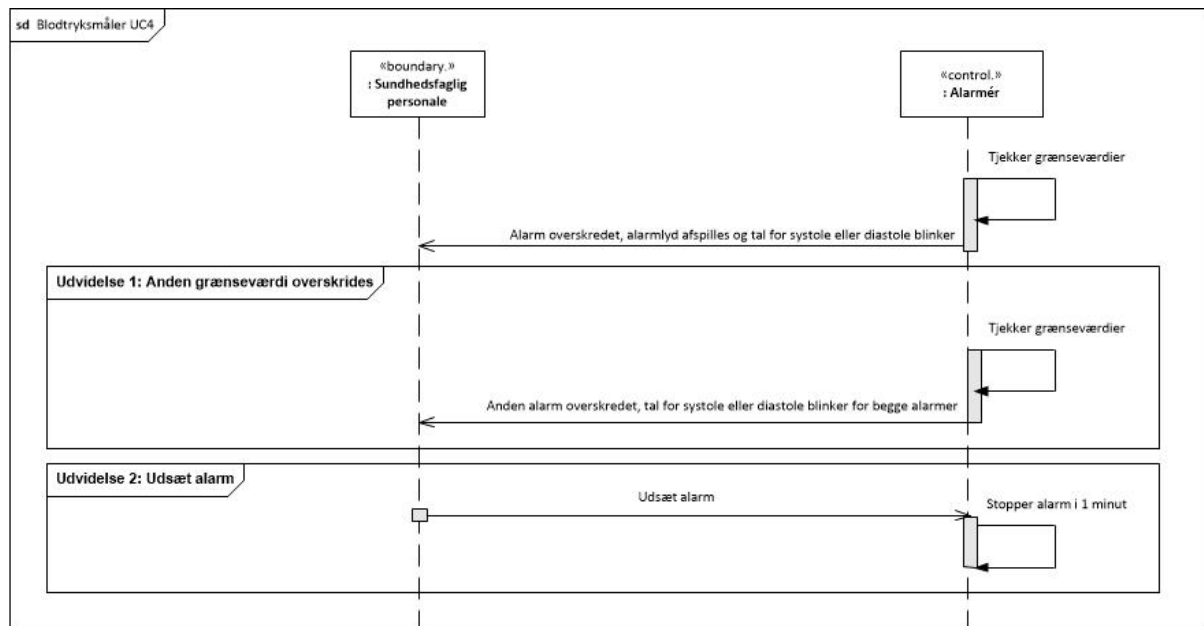 sd Blodtryksmåler UC4
«boundary.»
: Sundhedsfaglig
personale
«control.»
: Alarmér
Tjekker grænseværdier
Alarm overskredet, alarmlyd afspilles og tal for systole eller diastole blinker
Udvidelse 1: Anden grænseværdi overskrides
Tjekker grænseværdier
Anden alarm overskredet, tal for systole eller diastole blinker for begge alarmer
Udvidelse 2: Udsæt alarm
Udsæt alarm
Stopper alarm i 1 minut